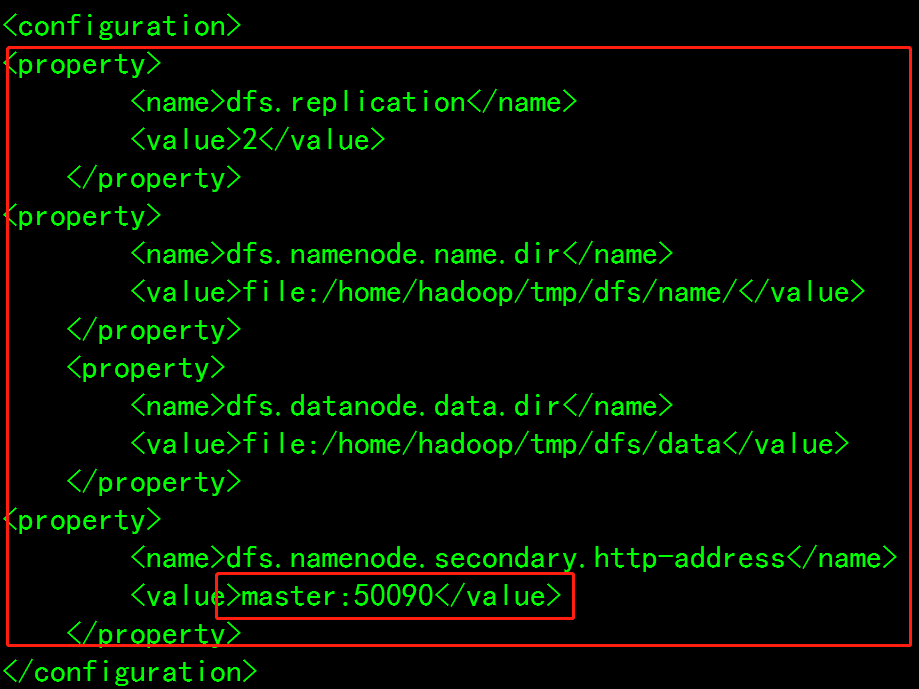 <configuration>
<property>
        <name>dfs.replication</name>
        <value>2</value>
    </property>
<property>
        <name>dfs.namenode.name.dir</name>
        <value>file:/home/hadoop/tmp/dfs/name/</value>
    </property>
    <property>
        <name>dfs.datanode.data.dir</name>
        <value>file:/home/hadoop/tmp/dfs/data</value>
    </property>
<property>
        <name>dfs.namenode.secondary.http-address</name>
        <value>master:50090</value>
    </property>
</configuration>